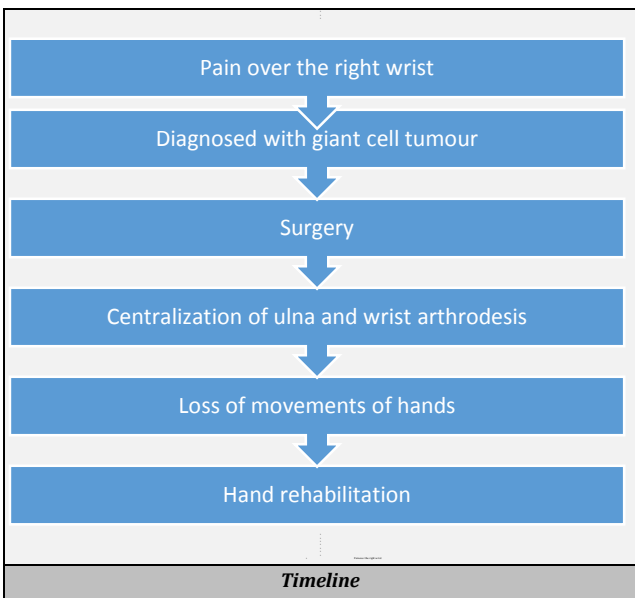 Pain over the right wrist
Diagnosed with giant cell tumour
Surgery
Centralization of ulna and wrist arthrodesis
Loss of movements of hands
Hand rehabilitation
Timeline